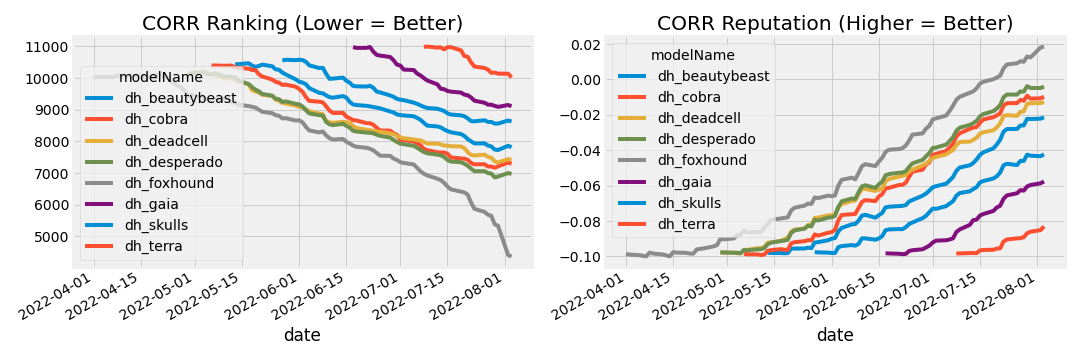 CORR Ranking (Lower = Better)
11000
10000
9000
8000
7000
6000
5000
modelName
dh_beautybeast
dh_cobra
dh_deadcell
dh_desperado
dh_foxhound
dh_gaia
dh_skulls
dh_terra
2022-04-01
2022-04-15
2022-05-01
2022-05-15
2022-06-01
2022-06-15
2022-07-01
2022-07-15
2022-08-01
date
CORR Reputation (Higher = Better)
0.02
0.00
−0.02
−0.04
−0.06
−0.08
−0.10
modelName
dh_beautybeast
dh_cobra
dh_deadcell
dh_desperado
dh_foxhound
dh_gaia
dh_skulls
dh_terra
2022-04-01
2022-04-15
2022-05-01
2022-05-15
2022-06-01
2022-06-15
2022-07-01
2022-07-15
2022-08-01
date